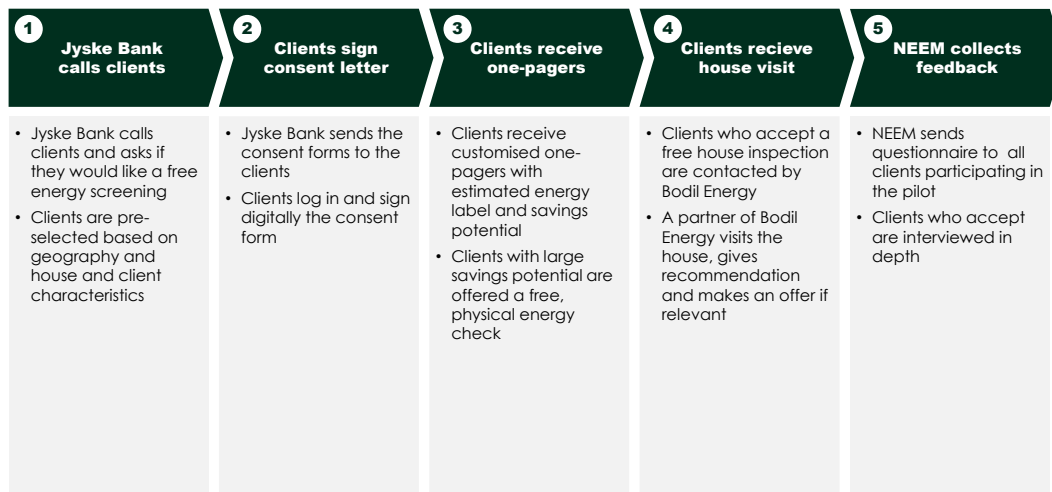 1
Jyske Bank
calls clients
• Jyske Bank calls
clients and asks if
they would like a free
energy screening
• Clients are pre-
selected based on
geography and
house and client
characteristics
2
Clients sign
consent letter
• Jyske Bank sends the
consent forms to the
clients
• Clients log in and sign
digitally the consent
form
3
Clients receive
one-pagers
• Clients receive
customised one-
pagers with
estimated energy
label and savings
potential
• Clients with large
savings potential are
offered a free,
physical energy
check
4
Clients recieve
house visit
• Clients who accept a
free house inspection
are contacted by
Bodil Energy
• A partner of Bodil
Energy visits the
house, gives
recommendation
and makes an offer if
relevant
5
NEEM collects
feedback
• NEEM sends
questionnaire to  all
clients participating in
the pilot
• Clients who accept
are interviewed in
depth